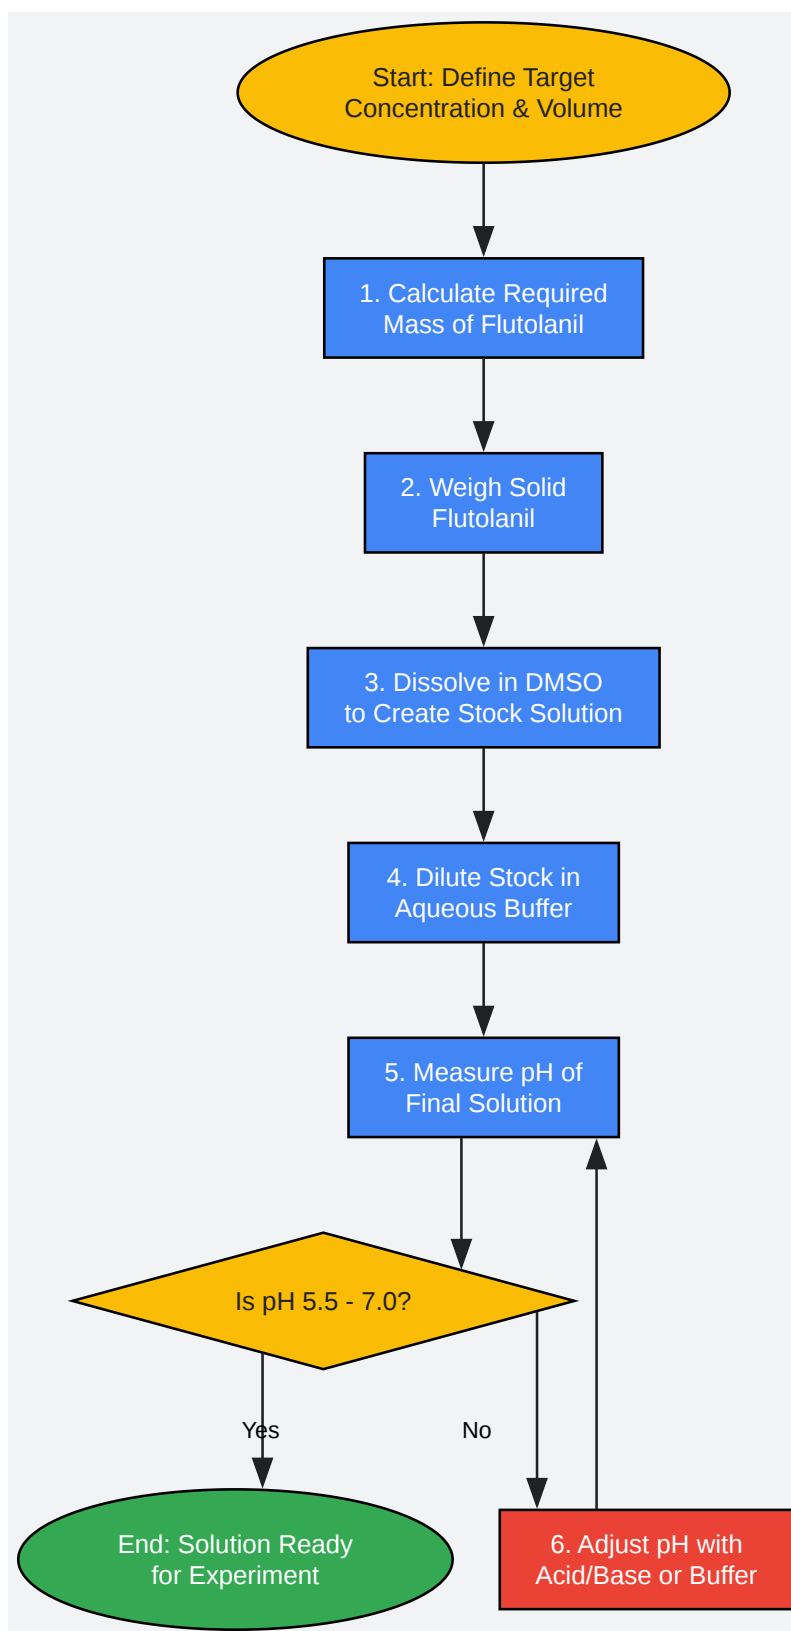 Start: Define Target
Concentration & Volume
1. Calculate Required
Mass of Flutolanil
2. Weigh Solid
Flutolanil
3. Dissolve in DMSO
to Create Stock Solution
4. Dilute Stock in
Aqueous Buffer
5. Measure pH of
Final Solution
Is pH 5.5 - 7.0?
Yes
No
End: Solution Ready
for Experiment
6. Adjust pH with
Acid/Base or Buffer